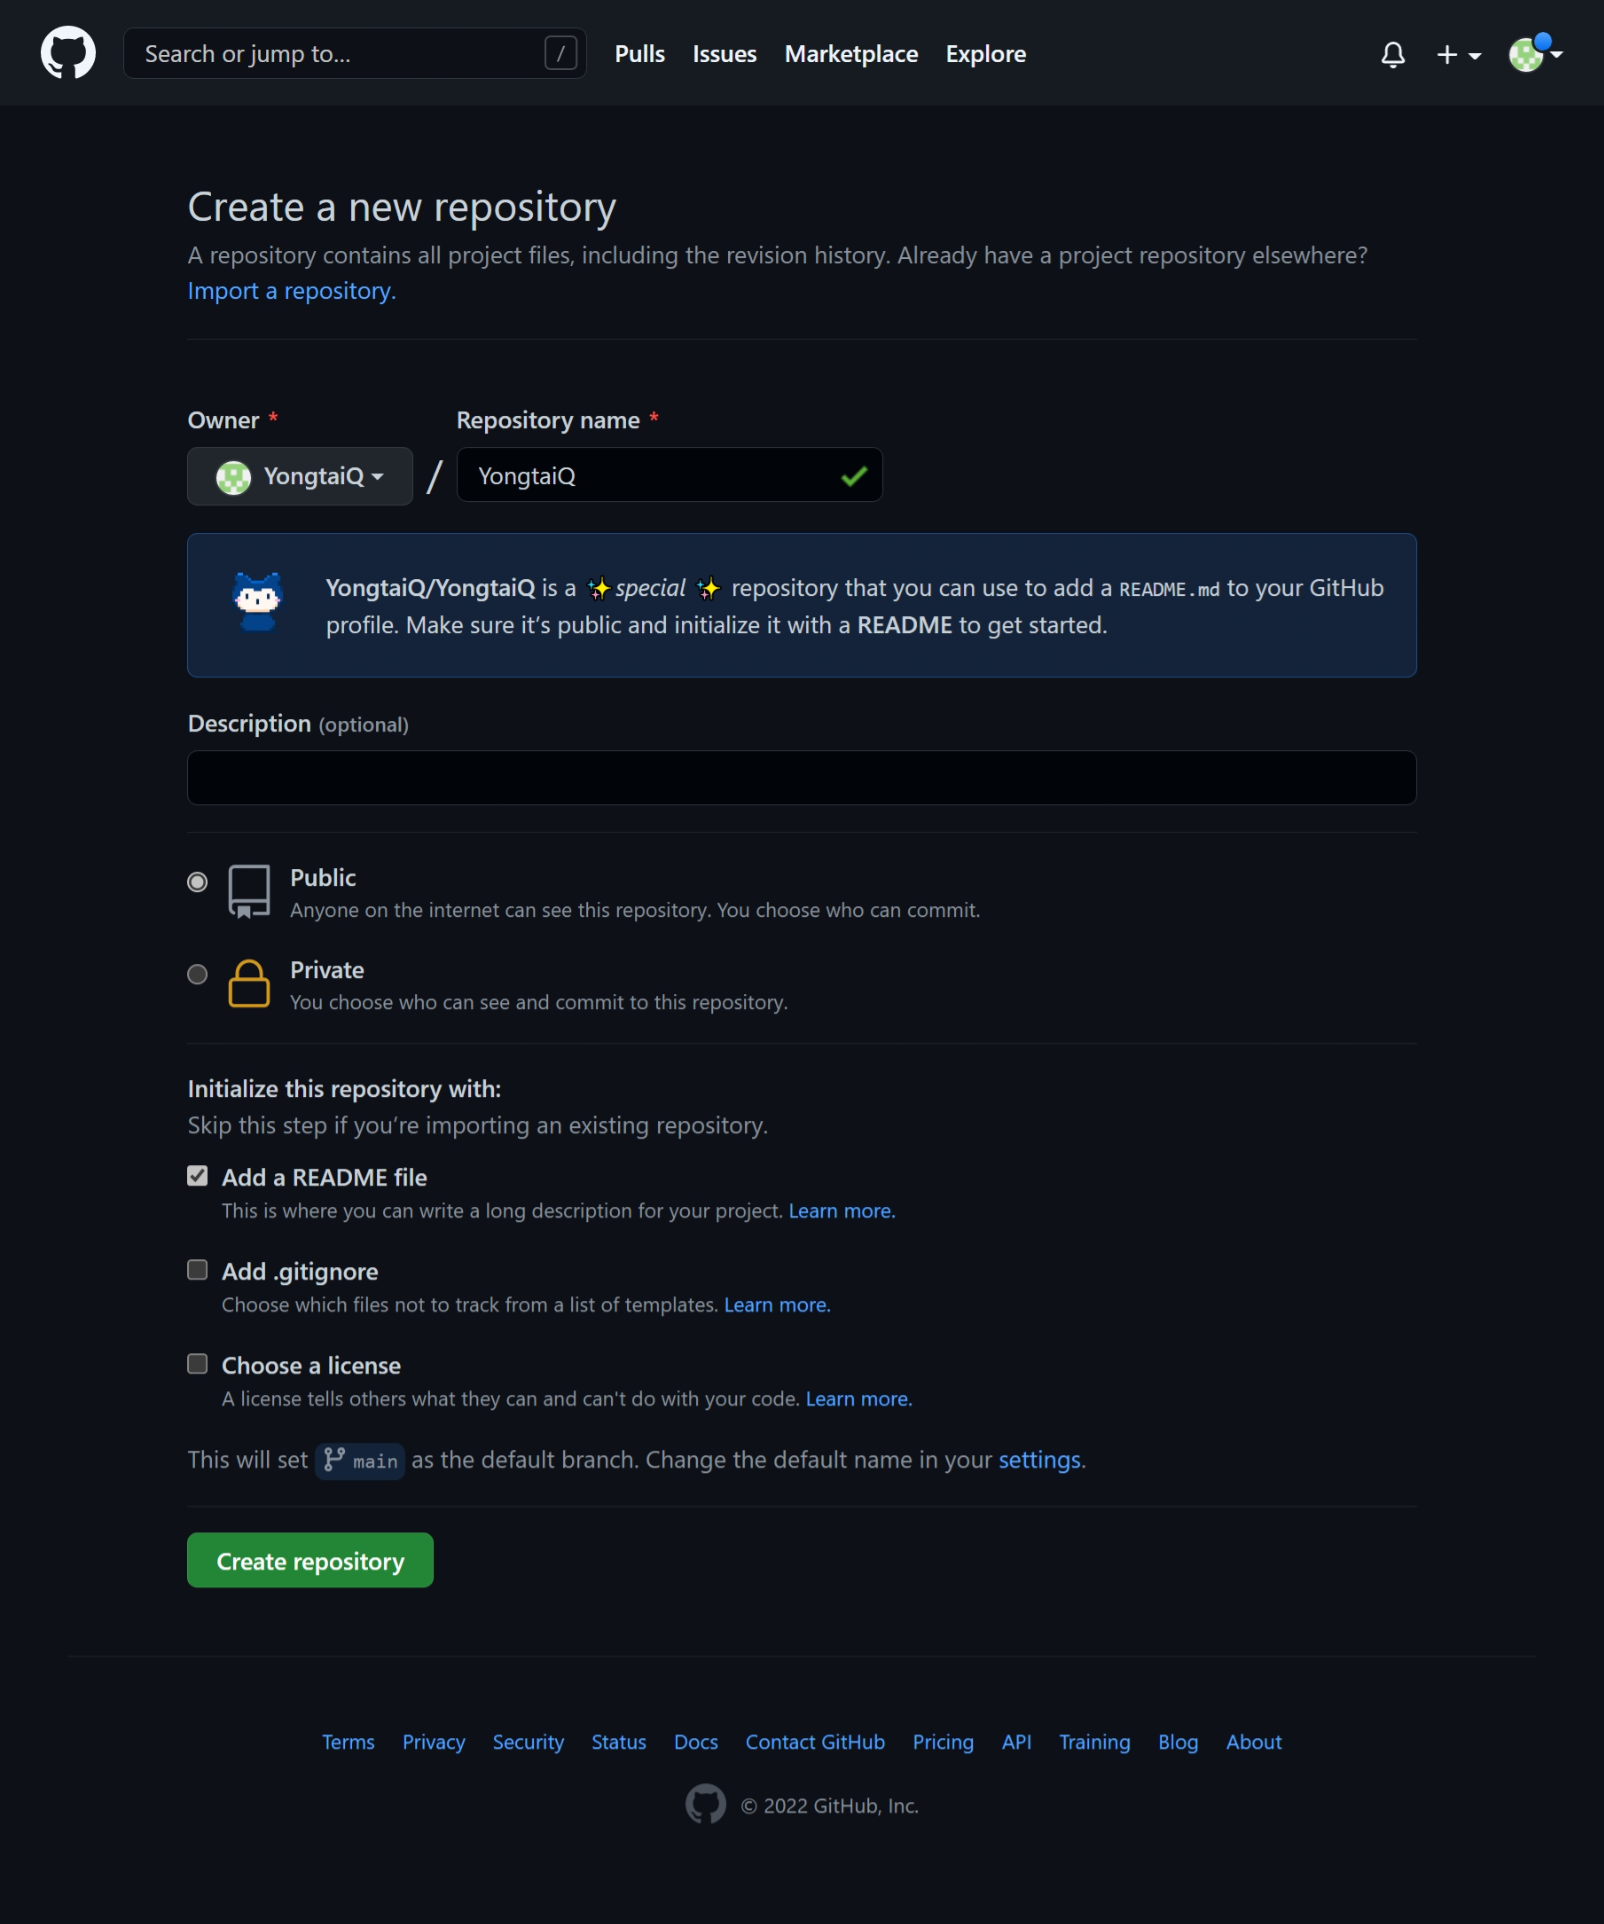 Search or jump to... /
Pulls Issues Marketplace Explore
Create a new repository
A repository contains all project files, including the revision history. Already have a project repository elsewhere?
Import a repository.
Owner * Repository name *
YongtaiQ / YongtaiQ
YongtaiQ/YongtaiQ is a ✨special ✨ repository that you can use to add a README.md to your GitHub
profile. Make sure it’s public and initialize it with a README to get started.
Description (optional)
Public
Anyone on the internet can see this repository. You choose who can commit.
Private
You choose who can see and commit to this repository.
Initialize this repository with:
Skip this step if you’re importing an existing repository.
Add a README file
This is where you can write a long description for your project. Learn more.
Add .gitignore
Choose which files not to track from a list of templates. Learn more.
Choose a license
A license tells others what they can and can't do with your code. Learn more.
This will set main as the default branch. Change the default name in your settings.
Create repository
Terms Privacy Security Status Docs Contact GitHub Pricing API Training Blog About
© 2022 GitHub, Inc.